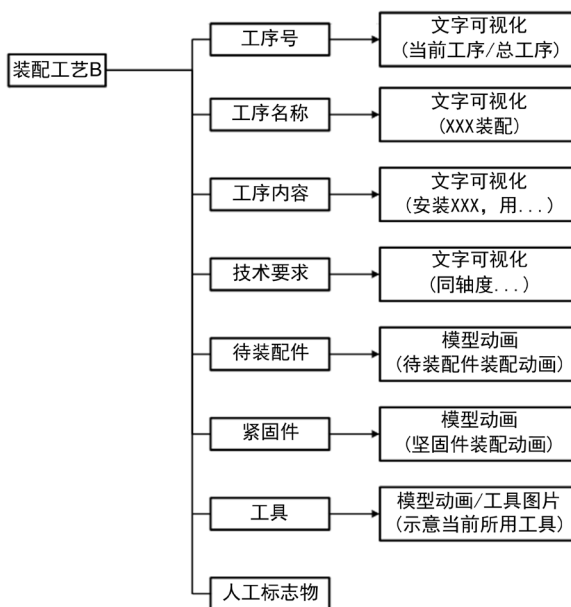 装配工艺B
工序号
文字可视化
(当前工序/总工序)
工序名称
文字可视化
(XXX装配)
工序内容
文字可视化
(安装XXX，用...)
技术要求
文字可视化
(同轴度...)
待装配件
模型动画
(待装配件装配动画)
紧固件
模型动画
(坚固件装配动画)
工具
模型动画/工具图片
(示意当前所用工具)
人工标志物